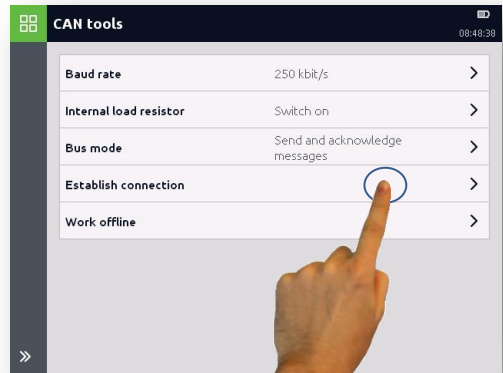 CAN tools
08:48:38
Baud rate
250 kbit/s
Internal load resistor
Switch on
Bus mode
Send and acknowledge
messages
Establish connection
Work offline